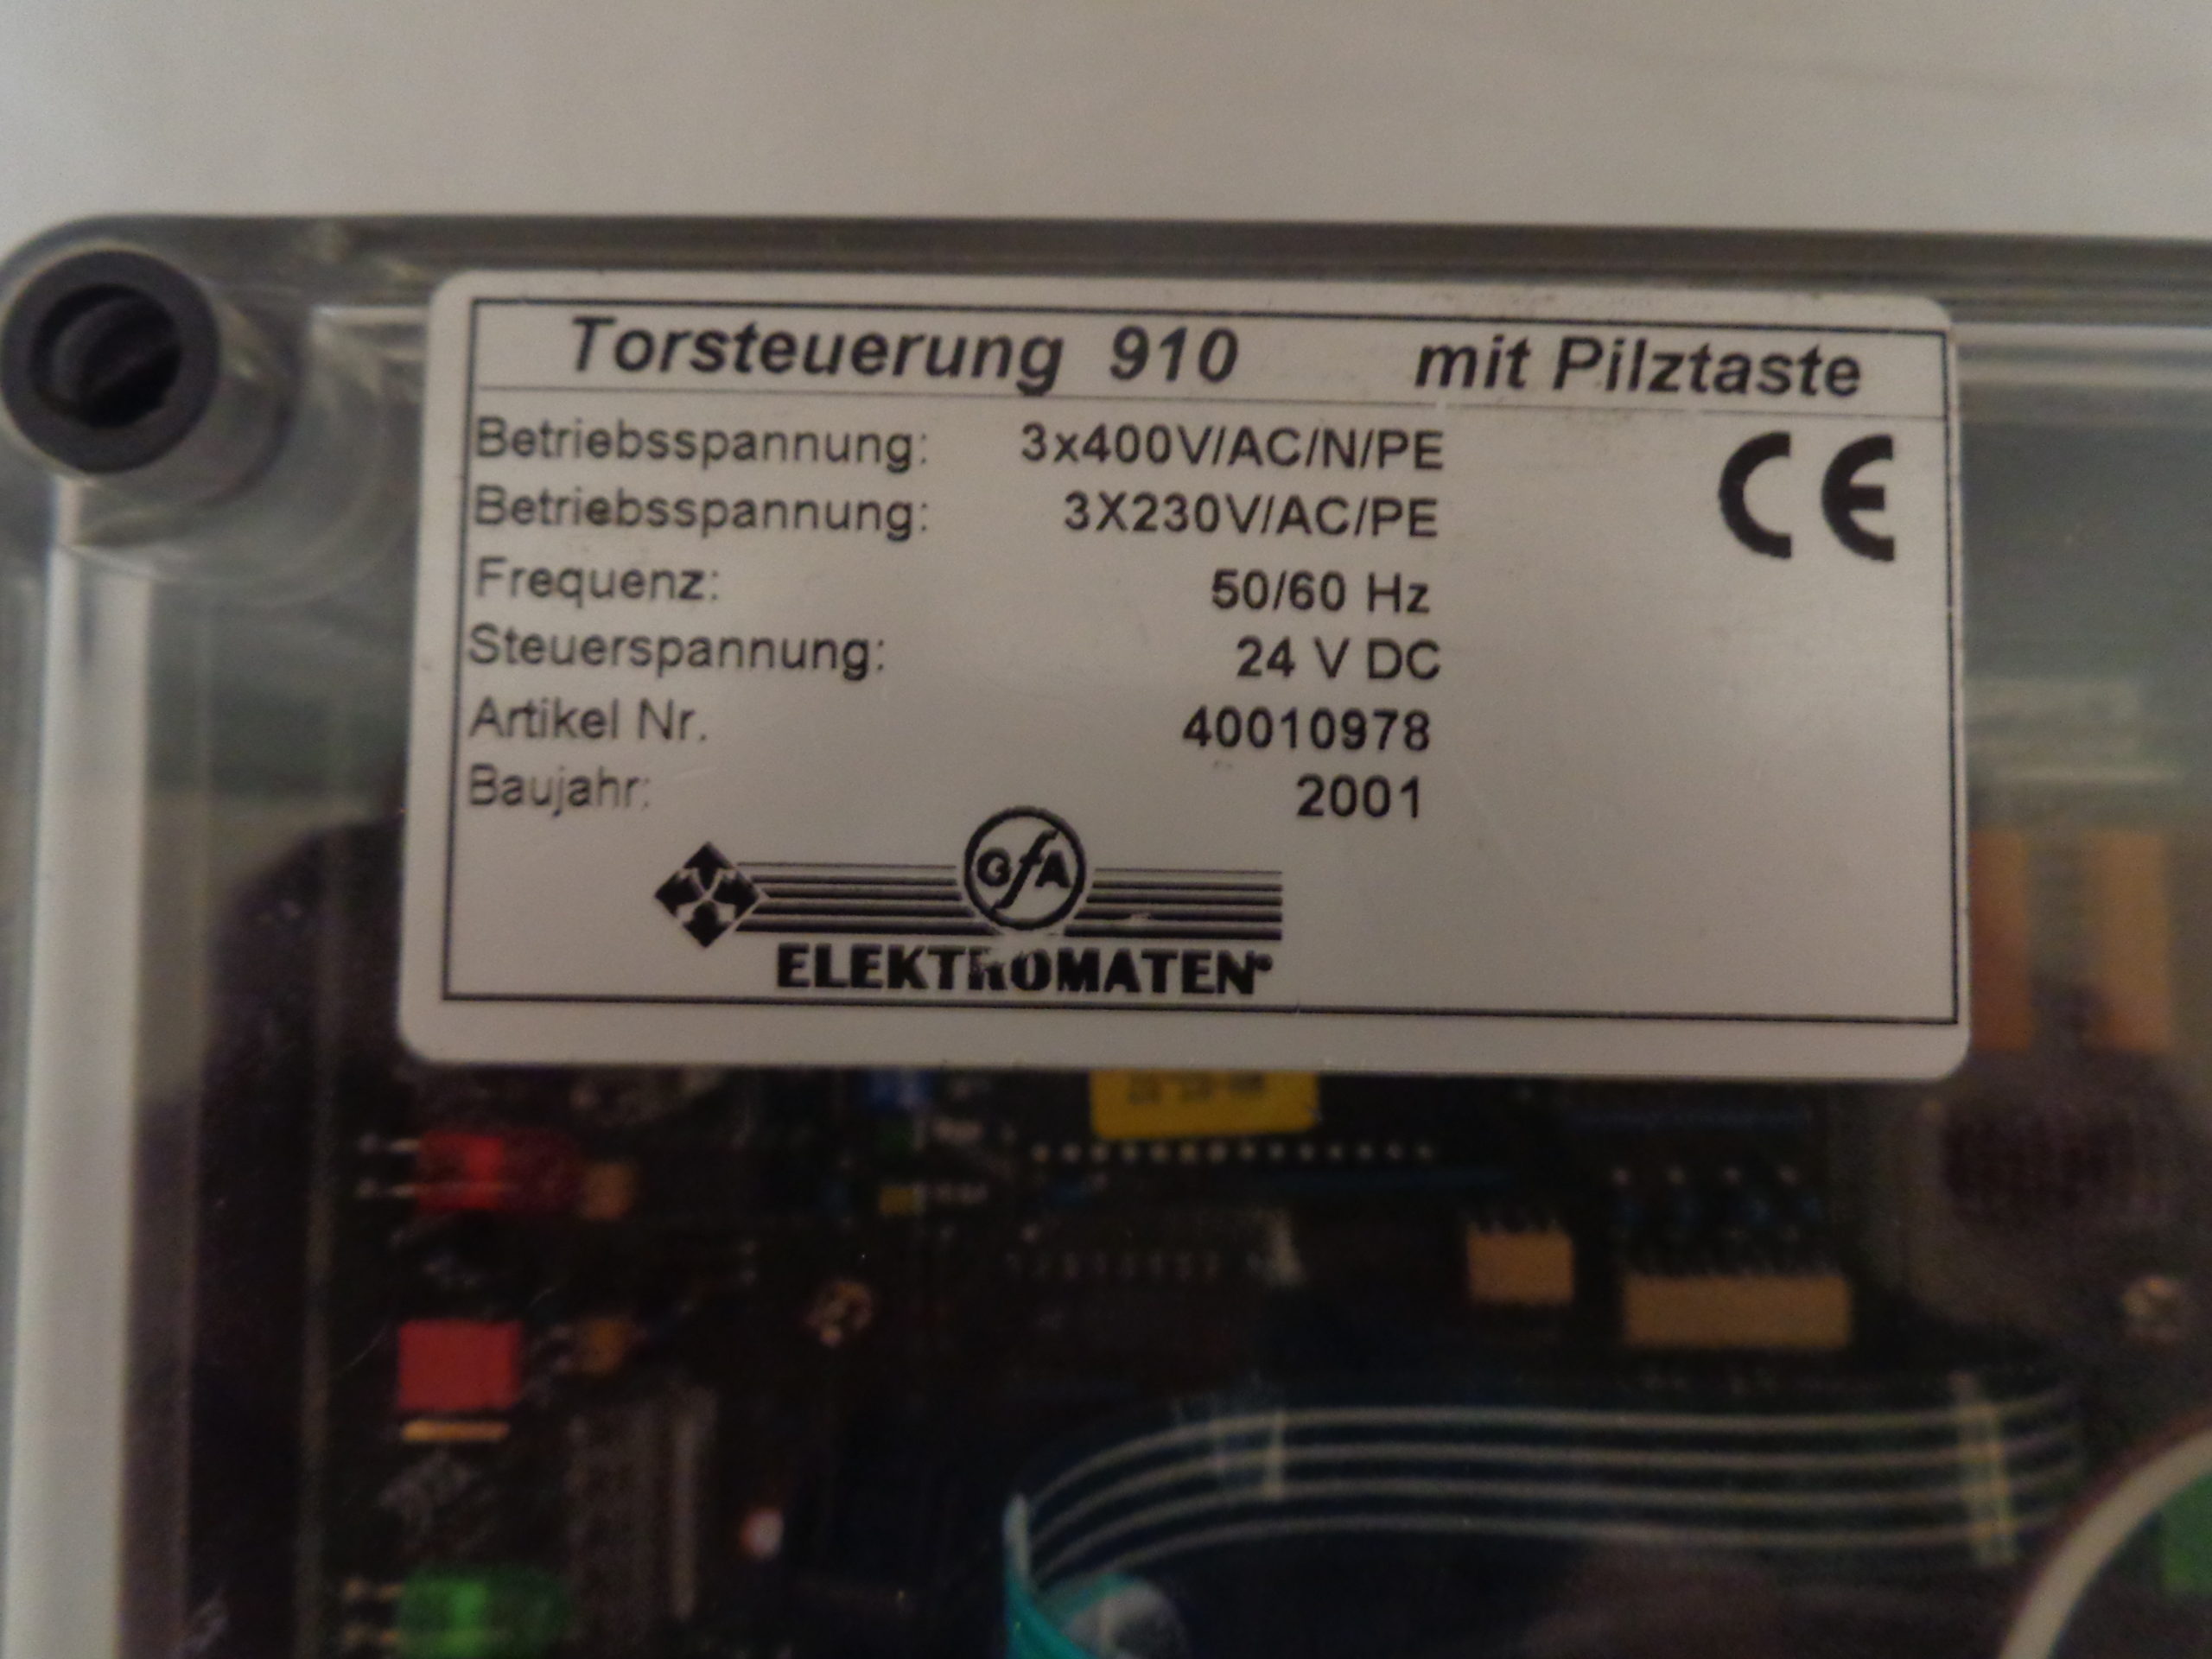 Torsteuerung 910 mit Pilztaste
Betriebsspannung: 3x400V/AC/N/PE
Betriebsspannung: 3X230V/AC/PE
Frequenz: 50/60 Hz
Steuerspannung: 24 V DC
Artikel Nr. 40010978
Baujahr: 2001
CE
GfA
ELEKTROMATEN®